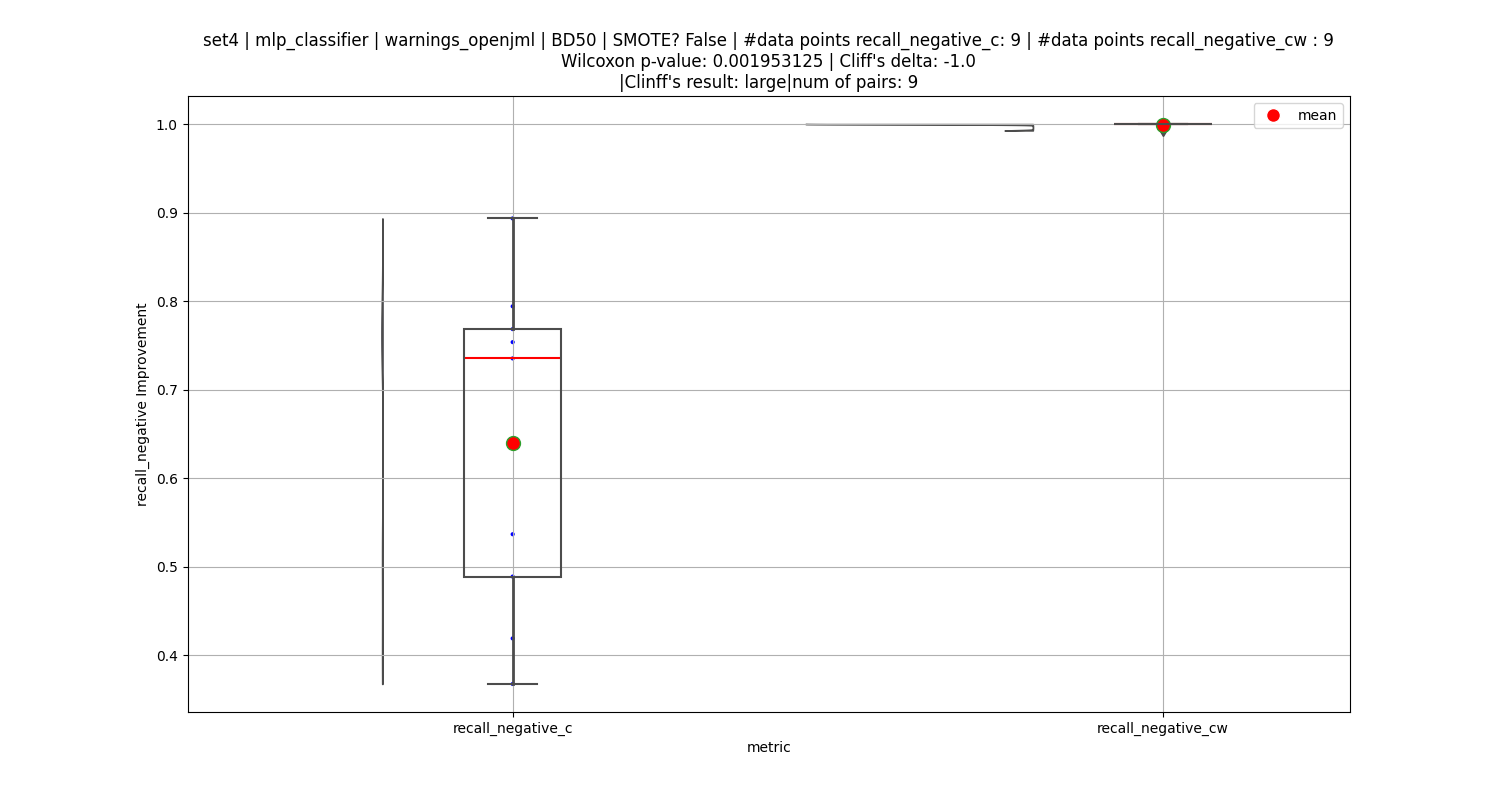 set4 | mlp_classifier | warnings_openjml | BD50 | SMOTE? False | #data points recall_negative_c: 9 | #data points recall_negative_cw : 9
Wilcoxon p-value: 0.001953125 | Cliff's delta: -1.0
|Clinff's result: large|num of pairs: 9
mean
1.0
0.9
0.8
0.7
0.6
0.5
0.4
recall_negative Improvement
recall_negative_c
recall_negative_cw
metric